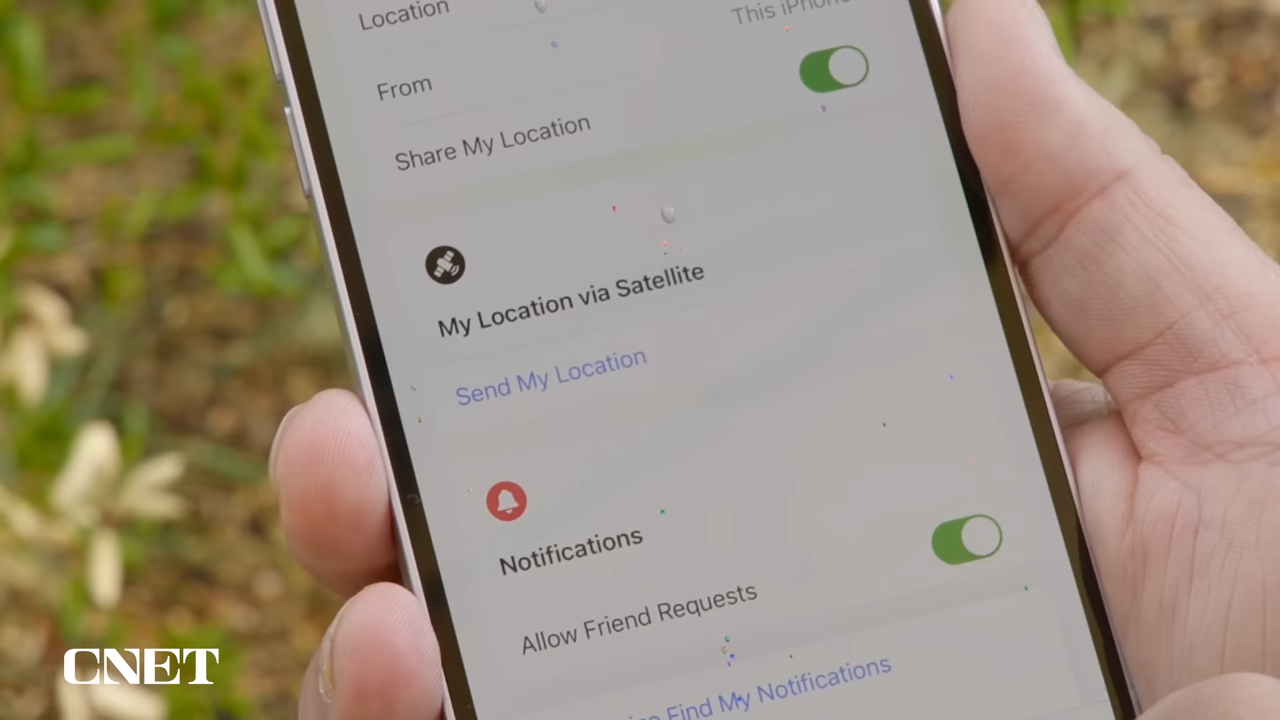 Location
This iPhone
From
Share My Location
My Location via Satellite
Send My Location
Notifications
Allow Friend Requests
Find My Notifications
CNET